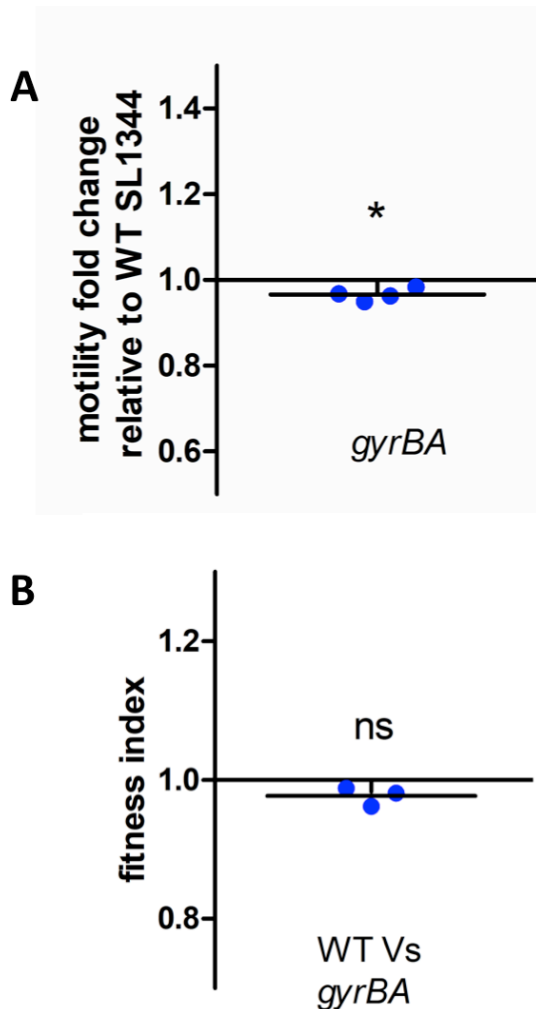 A
motility fold change
relative to WT SL1344
1.4
1.2
1.0
0.8
0.6
*
gyrBA
B
fitness index
1.2
1.0
0.8
ns
WT Vs
gyrBA